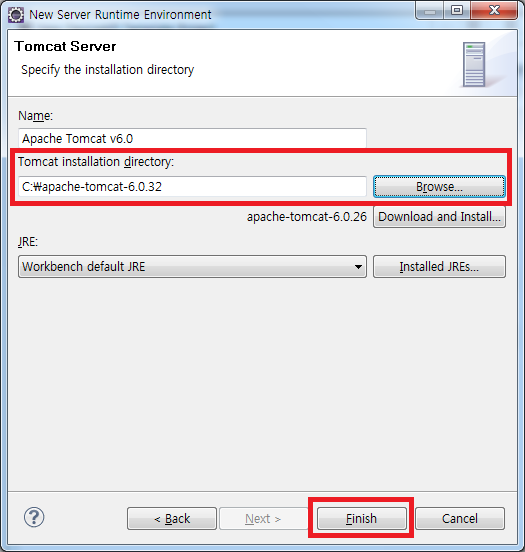 New Server Runtime Environment
Tomcat Server
Specify the installation directory
Name:
Apache Tomcat v6.0
Tomcat installation directory:
C:₩apache-tomcat-6.0.32
Browse...
apache-tomcat-6.0.26
Download and Install...
JRE:
Workbench default JRE
Installed JREs...
?
< Back
Next >
Finish
Cancel